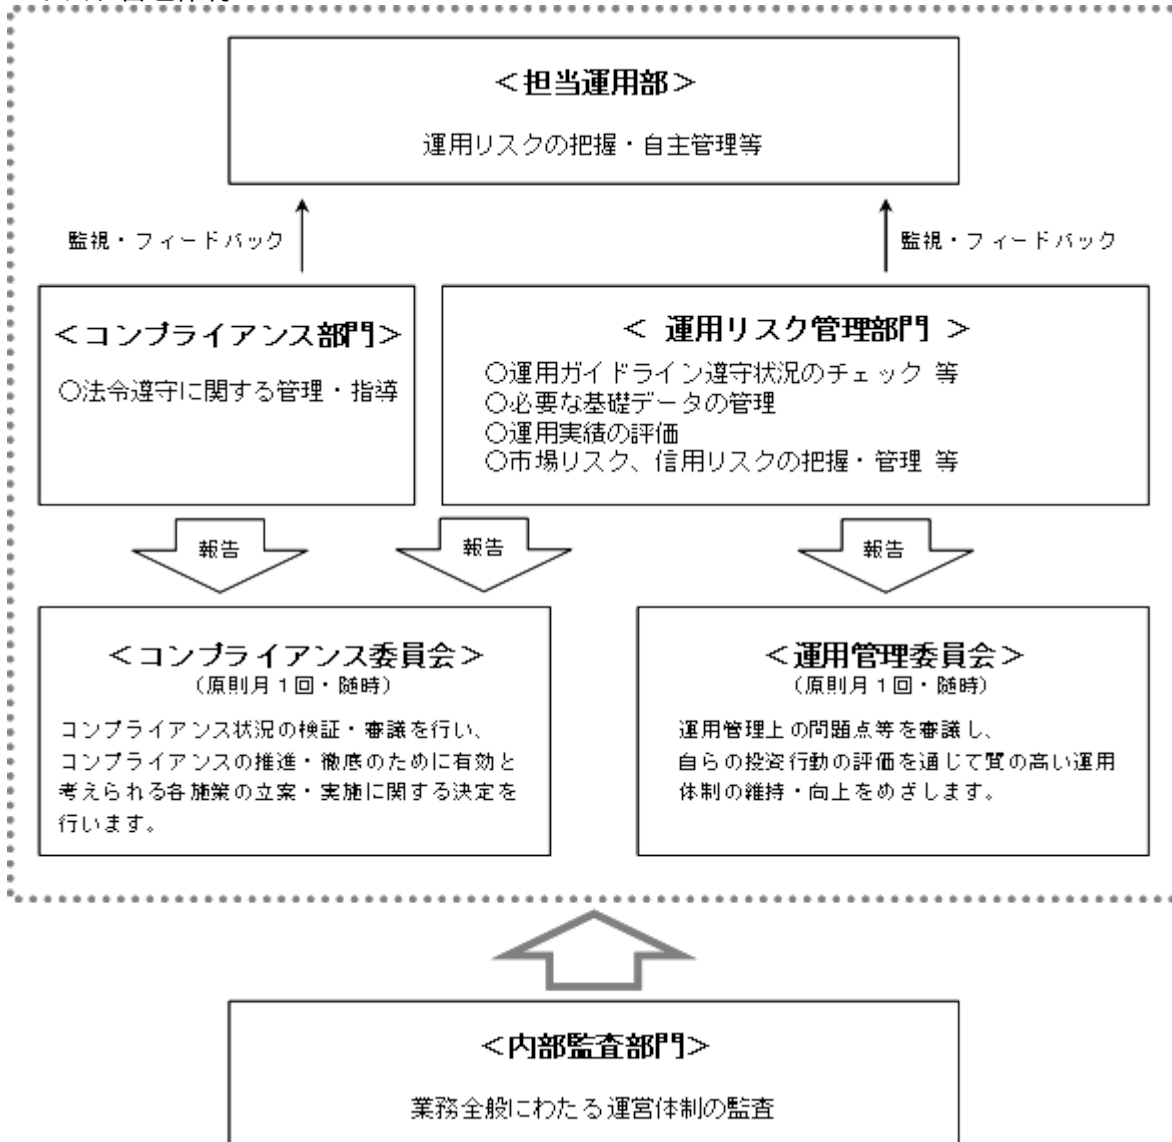 ＜担当運用部＞
運用リスクの把握・自主管理等
監視・フィードバック
監視・フィードバック
＜コンプライアンス部門＞
○法令遵守に関する管理・指導
＜ 運用リスク管理部門 ＞
○運用ガイドライン遵守状況のチェック 等
○必要な基礎データの管理
○運用実績の評価
○市場リスク、信用リスクの把握・管理 等
報告
報告
報告
＜コンプライアンス委員会＞
（原則月１回・随時）
コンプライアンス状況の検証・審議を行い、
コンプライアンスの推進・徹底のために有効と
考えられる各施策の立案・実施に関する決定を
行います。
＜運用管理委員会＞
（原則月１回・随時）
運用管理上の問題点等を審議し、
自らの投資行動の評価を通じて質の高い運用
体制の維持・向上をめざします。
＜内部監査部門＞
業務全般にわたる運営体制の監査